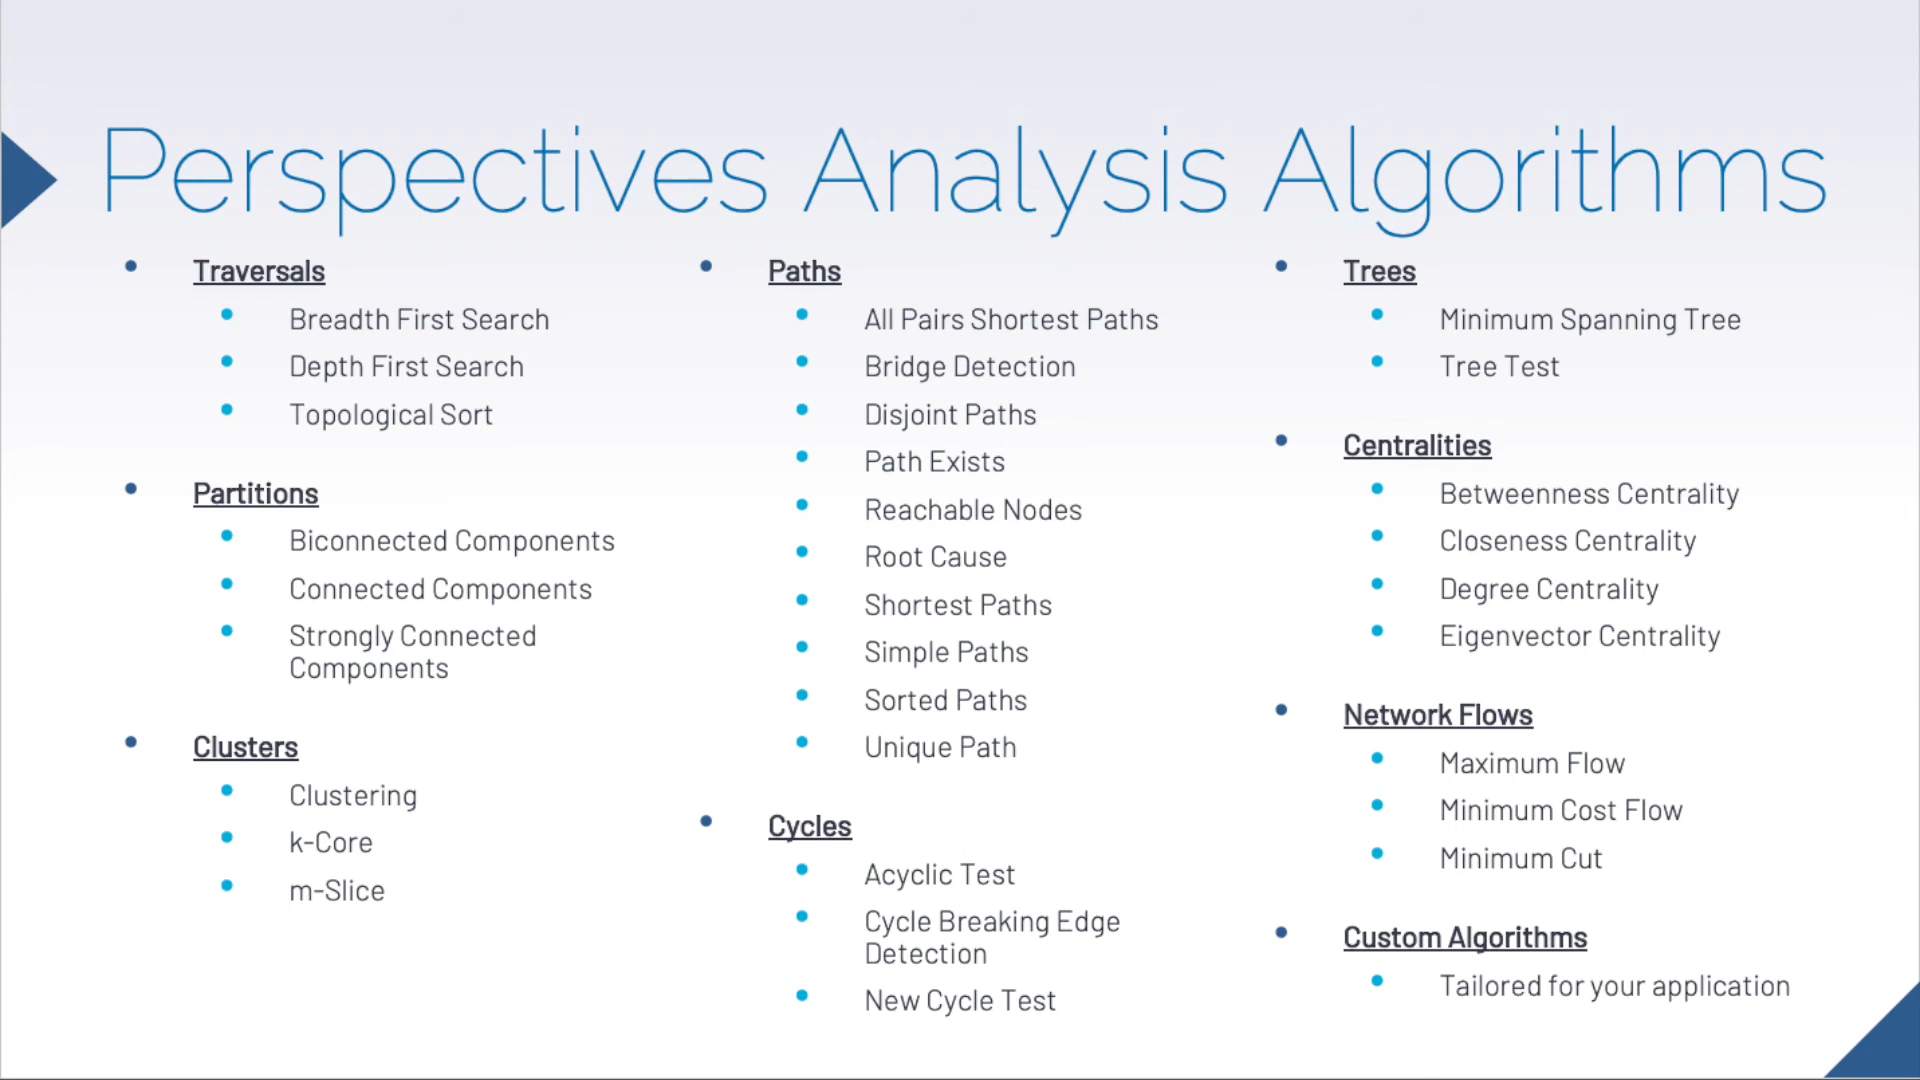 Perspectives Analysis Algorithms
Traversals
Breadth First Search
Depth First Search
Topological Sort
Partitions
Biconnected Components
Connected Components
Strongly Connected
Components
Clusters
Clustering
k-Core
m-Slice
Paths
All Pairs Shortest Paths
Bridge Detection
Disjoint Paths
Path Exists
Reachable Nodes
Root Cause
Shortest Paths
Simple Paths
Sorted Paths
Unique Path
Cycles
Acyclic Test
Cycle Breaking Edge
Detection
New Cycle Test
Trees
Minimum Spanning Tree
Tree Test
Centralities
Betweenness Centrality
Closeness Centrality
Degree Centrality
Eigenvector Centrality
Network Flows
Maximum Flow
Minimum Cost Flow
Minimum Cut
Custom Algorithms
Tailored for your application